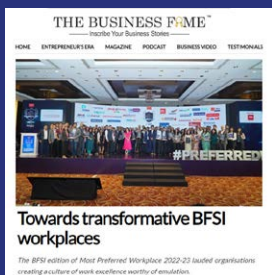 THE BUSINESS FAME
Inscribe Your Business Stories
HOME ENTREPRENEUR'S ERA MAGAZINE PODCAST BUSINESS VIDEO TESTIMONIALS
#PREFERRED
Towards transformative BFSI
workplaces
The BFSI edition of Most Preferred Workplace 2022-23 lauded organisations
creating a culture of work excellence worthy of emulation.